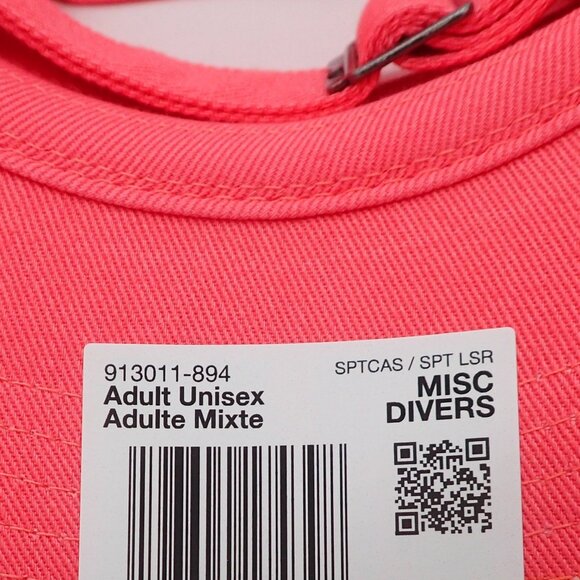 913011-894
Adult Unisex
Adulte Mixte
SPTCAS / SPT LSR
MISC
DIVERS